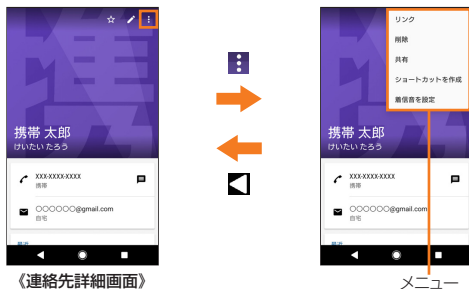 携帯 太郎
けいたい たろう
XXX-XXXX-XXXX
携帯
○○○○○○@gmail.com
自宅
最近
《連絡先詳細画面》
リンク
削除
共有
ショートカットを作成
着信音を設定
携帯 太郎
けいたい たろう
XXX-XXXX-XXXX
携帯
○○○○○○@gmail.com
自宅
メニュー